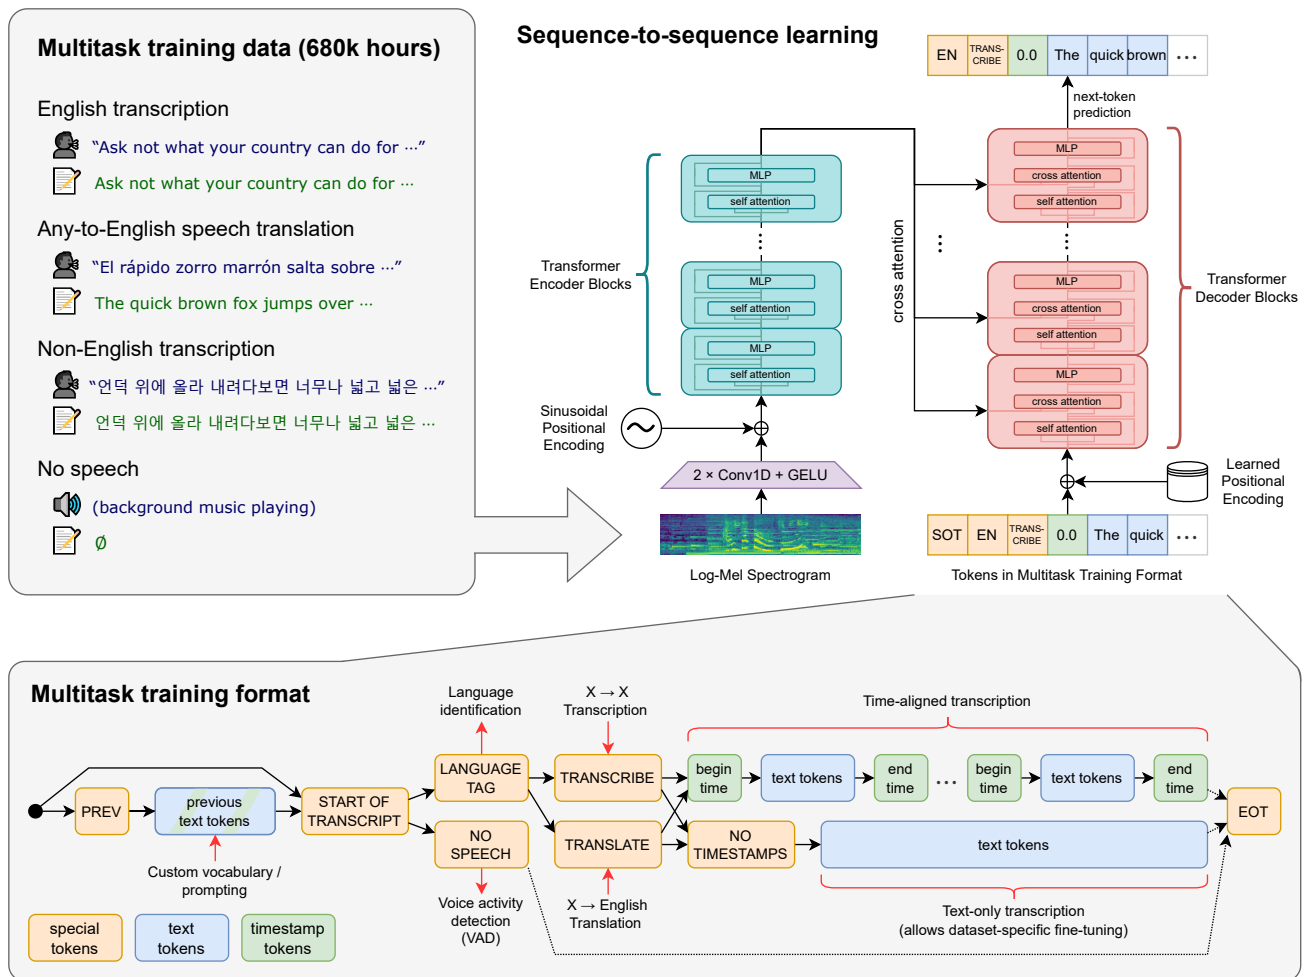 Multitask training data (680k hours)
English transcription
“Ask not what your country can do for ⋯”
Ask not what your country can do for ⋯
Any-to-English speech translation
“El rápido zorro marrón salta sobre ⋯”
The quick brown fox jumps over ⋯
Non-English transcription
“언덕 위에 올라 내려다보면 너무나 넓고 넓은 ⋯”
언덕 위에 올라 내려다보면 너무나 넓고 넓은 ⋯
No speech
(background music playing)
∅
Sequence-to-sequence learning
EN
TRANS-
CRIBE
0.0
The
quick
brown
⋯
next-token
prediction
MLP
cross attention
self attention
MLP
self attention
⋮
⋮
⋮
Transformer
Encoder Blocks
cross attention
Transformer
Decoder Blocks
MLP
self attention
MLP
self attention
MLP
cross attention
self attention
MLP
cross attention
self attention
Sinusoidal
Positional
Encoding
2 × Conv1D + GELU
Log-Mel Spectrogram
Learned
Positional
Encoding
SOT
EN
TRANS-
CRIBE
0.0
The
quick
⋯
Tokens in Multitask Training Format
Multitask training format
Language
identification
X → X
Transcription
Time-aligned transcription
PREV
previous
text tokens
START OF
TRANSCRIPT
LANGUAGE
TAG
NO
SPEECH
TRANSCRIBE
TRANSLATE
begin
time
text tokens
end
time
⋯
begin
time
text tokens
end
time
NO
TIMESTAMPS
text tokens
EOT
Custom vocabulary /
prompting
Voice activity
detection
(VAD)
X → English
Translation
Text-only transcription
(allows dataset-specific fine-tuning)
special
tokens
text
tokens
timestamp
tokens